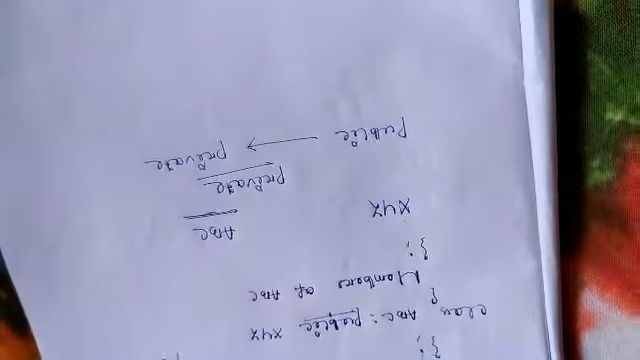 };
class ABC : public XYZ
{
Members of ABC
};
XYZ ABC
private
public → private